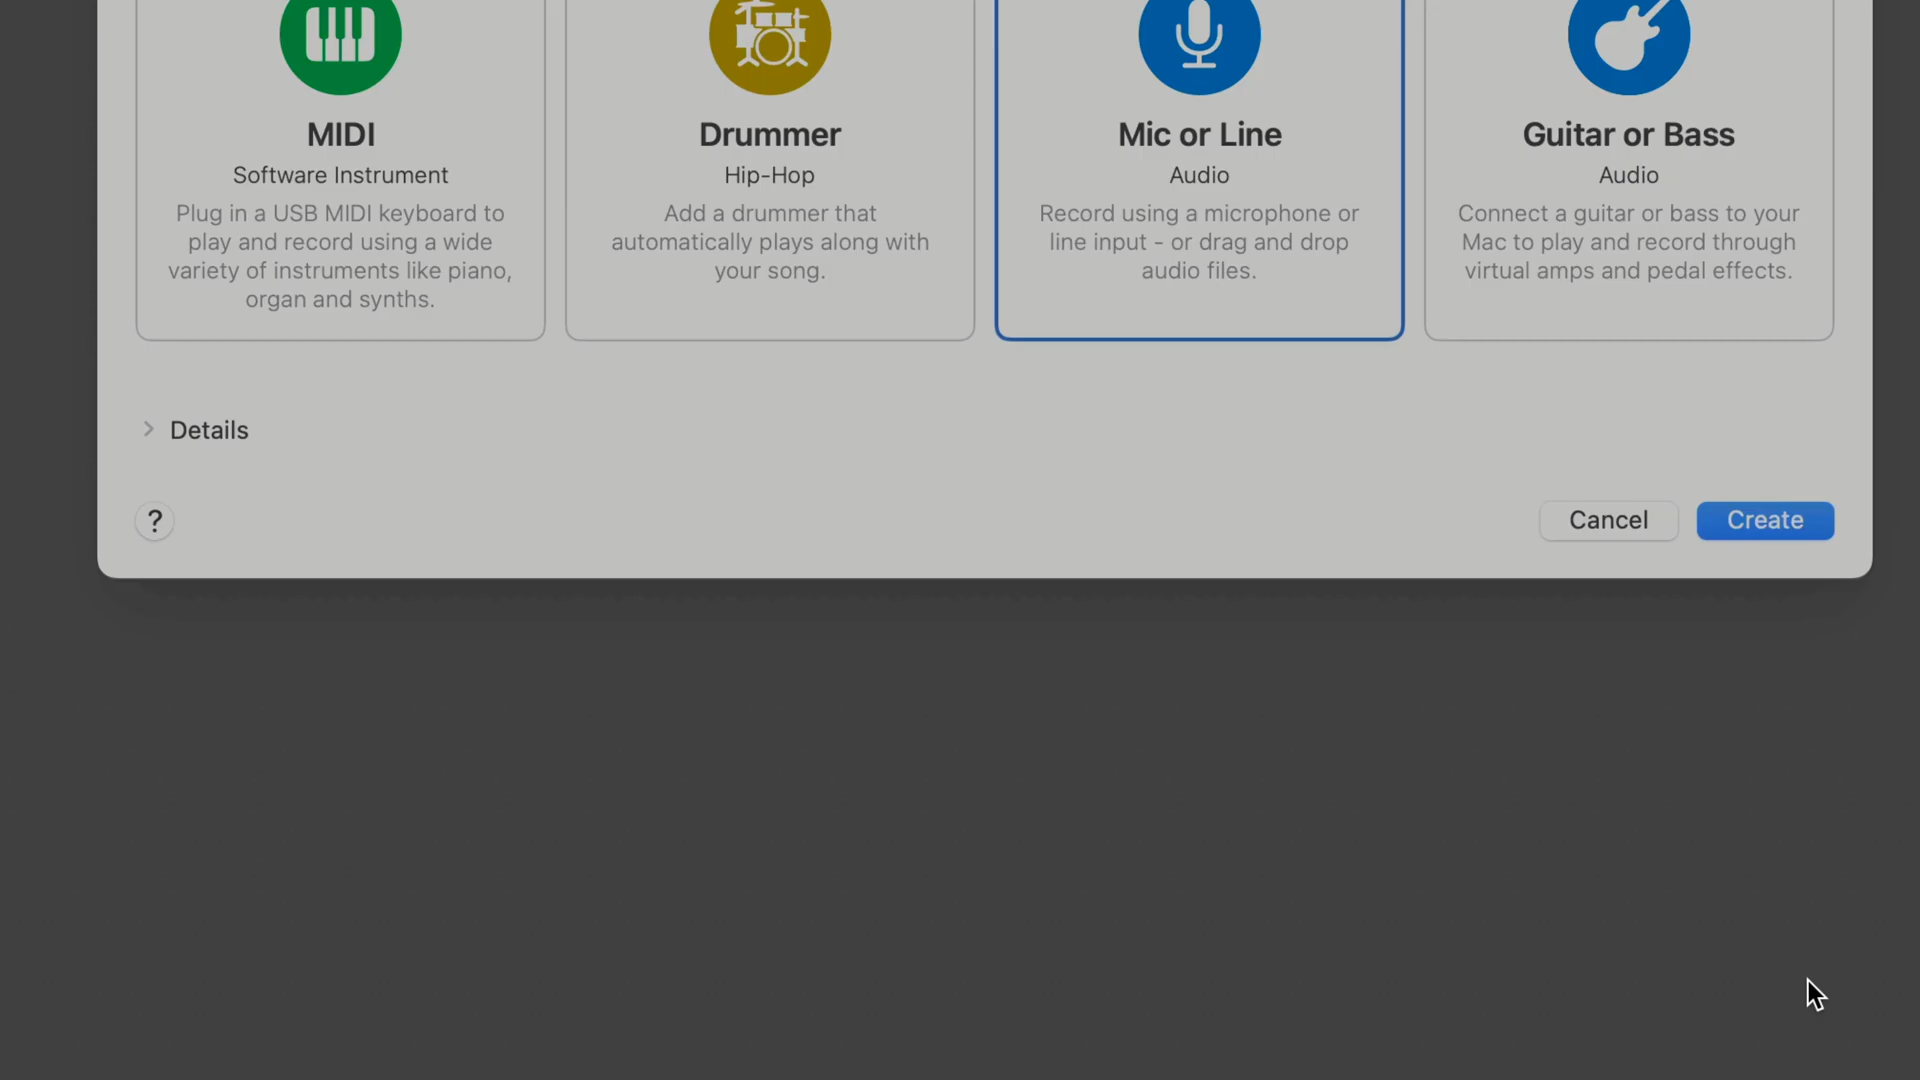 MIDI
Software Instrument
Plug in a USB MIDI keyboard to
play and record using a wide
variety of instruments like piano,
organ and synths.
Drummer
Hip-Hop
Add a drummer that
automatically plays along with
your song.
Mic or Line
Audio
Record using a microphone or
line input - or drag and drop
audio files.
Guitar or Bass
Audio
Connect a guitar or bass to your
Mac to play and record through
virtual amps and pedal effects.
Details
?
Cancel
Create